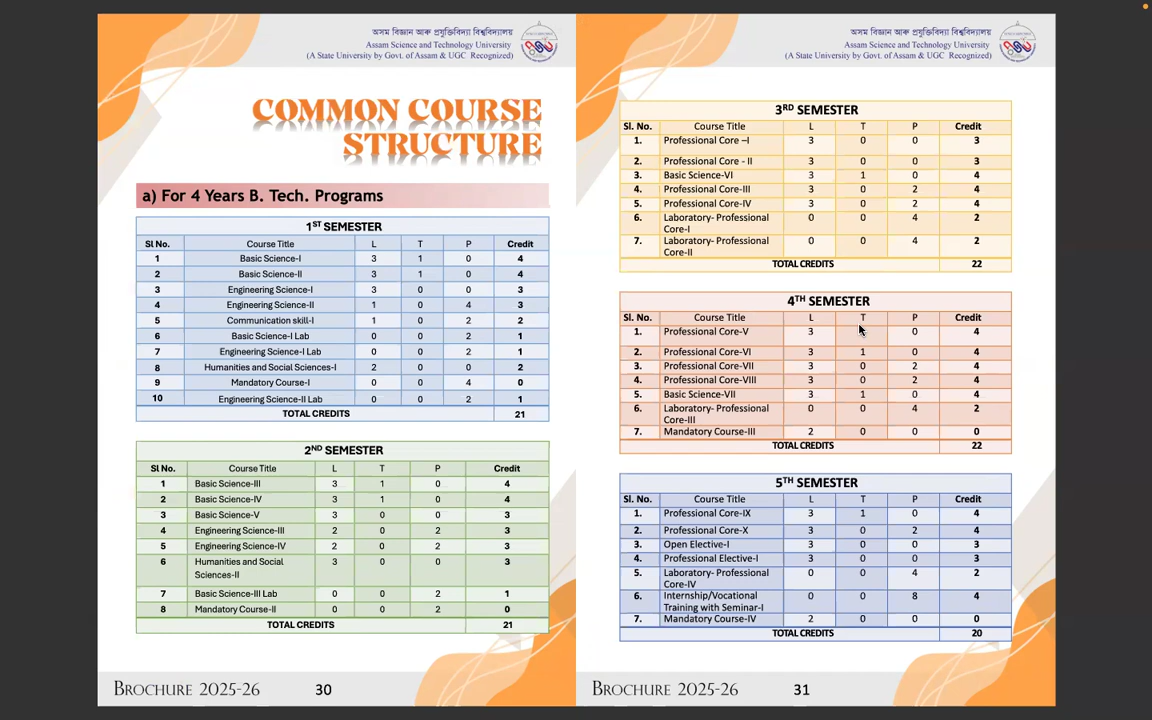 অসম বিজ্ঞান আৰু প্ৰযুক্তিবিদ্যা বিশ্ববিদ্যালয়
Assam Science and Technology University
(A State University by Govt. of Assam & UGC Recognized)
COMMON COURSE
STRUCTURE
a) For 4 Years B. Tech. Programs
1ST SEMESTER
Sl No. Course Title L T P Credit
1 Basic Science-I 3 1 0 4
2 Basic Science-II 3 1 0 4
3 Engineering Science-I 3 0 0 3
4 Engineering Science-II 1 0 4 3
5 Communication skill-I 1 0 2 2
6 Basic Science-I Lab 0 0 2 1
7 Engineering Science-I Lab 0 0 2 1
8 Humanities and Social Sciences-I 2 0 0 2
9 Mandatory Course-I 0 0 4 0
10 Engineering Science-II Lab 0 0 2 1
TOTAL CREDITS 21
2ND SEMESTER
Sl No. Course Title L T P Credit
1 Basic Science-III 3 1 0 4
2 Basic Science-IV 3 1 0 4
3 Basic Science-V 3 0 0 3
4 Engineering Science-III 2 0 2 3
5 Engineering Science-IV 2 0 2 3
6 Humanities and Social 3 0 0 3
Sciences-II
7 Basic Science-III Lab 0 0 2 1
8 Mandatory Course-II 0 0 2 0
TOTAL CREDITS 21
BROCHURE 2025-26 30
অসম বিজ্ঞান আৰু প্ৰযুক্তিবিদ্যা বিশ্ববিদ্যালয়
Assam Science and Technology University
(A State University by Govt. of Assam & UGC Recognized)
3RD SEMESTER
Sl. No. Course Title L T P Credit
1. Professional Core –I 3 0 0 3
2. Professional Core - II 3 0 0 3
3. Basic Science-VI 3 1 0 4
4. Professional Core-III 3 0 2 4
5. Professional Core-IV 3 0 2 4
6. Laboratory- Professional 0 0 4 2
Core-I
7. Laboratory- Professional 0 0 4 2
Core-II
TOTAL CREDITS 22
4TH SEMESTER
Sl. No. Course Title L T P Credit
1. Professional Core-V 3 0 4
2. Professional Core-VI 3 1 0 4
3. Professional Core-VII 3 0 2 4
4. Professional Core-VIII 3 0 2 4
5. Basic Science-VII 3 1 0 4
6. Laboratory- Professional 0 0 4 2
Core-III
7. Mandatory Course-III 2 0 0 0
TOTAL CREDITS 22
5TH SEMESTER
Sl. No. Course Title L T P Credit
1. Professional Core-IX 3 1 0 4
2. Professional Core-X 3 0 2 4
3. Open Elective-I 3 0 0 3
4. Professional Elective-I 3 0 0 3
5. Laboratory- Professional 0 0 4 2
Core-IV
6. Internship/Vocational 0 0 8 4
Training with Seminar-I
7. Mandatory Course-IV 2 0 0 0
TOTAL CREDITS 20
BROCHURE 2025-26 31